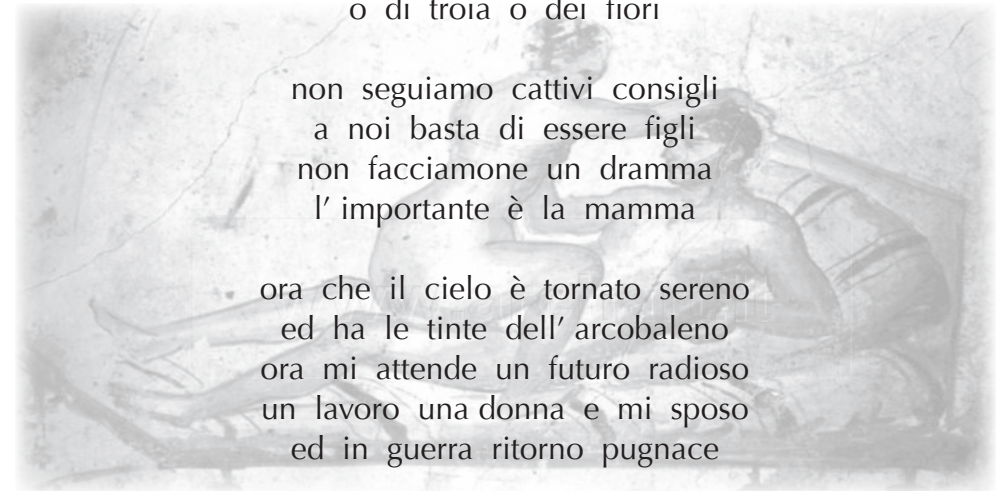 o di troia o dei fiori
non seguiamo cattivi consigli
a noi basta di essere figli
non facciamone un dramma
l’ importante è la mamma
ora che il cielo è tornato sereno
ed ha le tinte dell’ arcobaleno
ora mi attende un futuro radioso
un lavoro una donna e mi sposo
ed in guerra ritorno pugnace